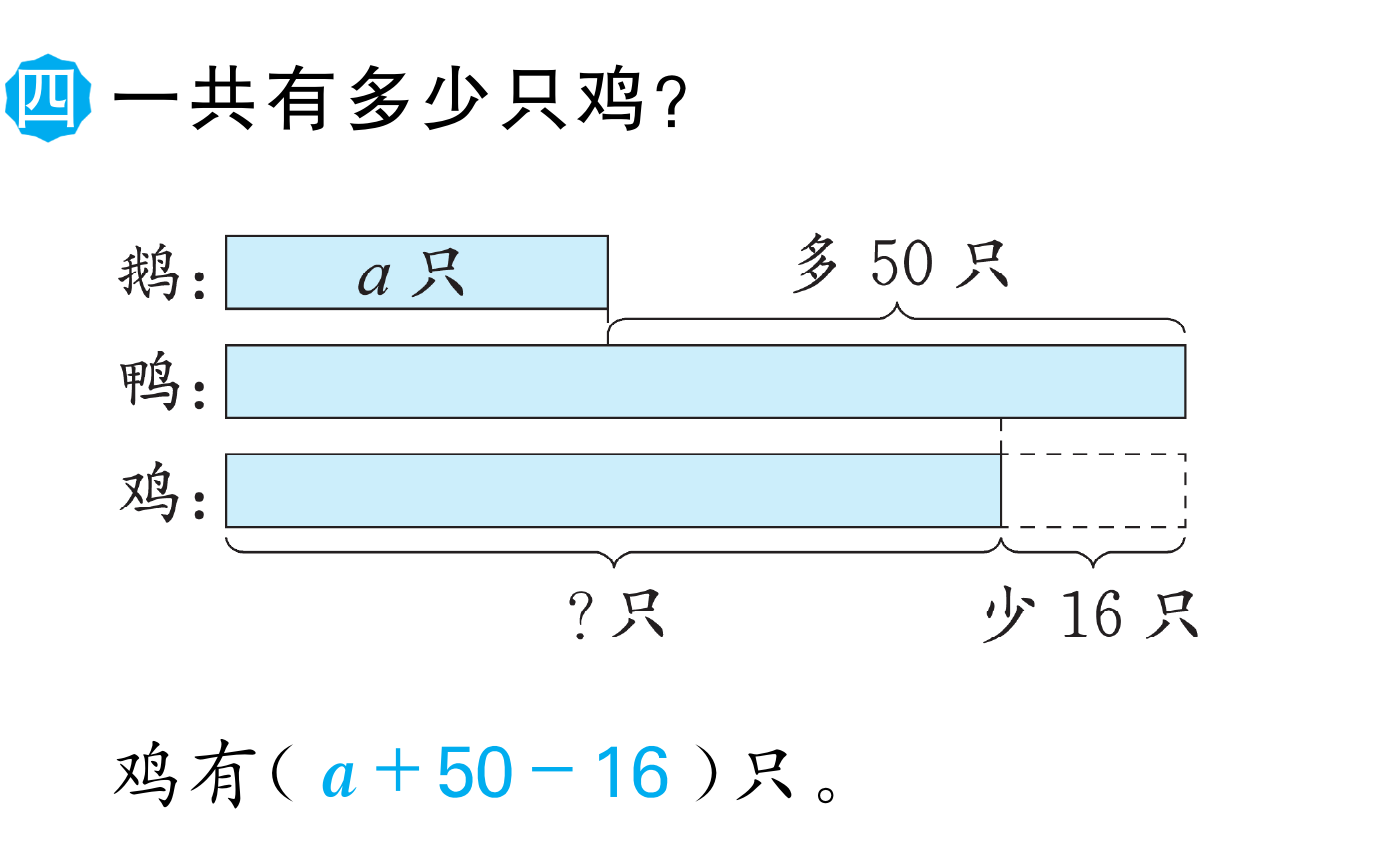 四 一共有多少只鸡?
多 50 只
鹅: a 只
鸭:
鸡:
? 只 少 16 只
鸡有( a + 50 - 16 )只。